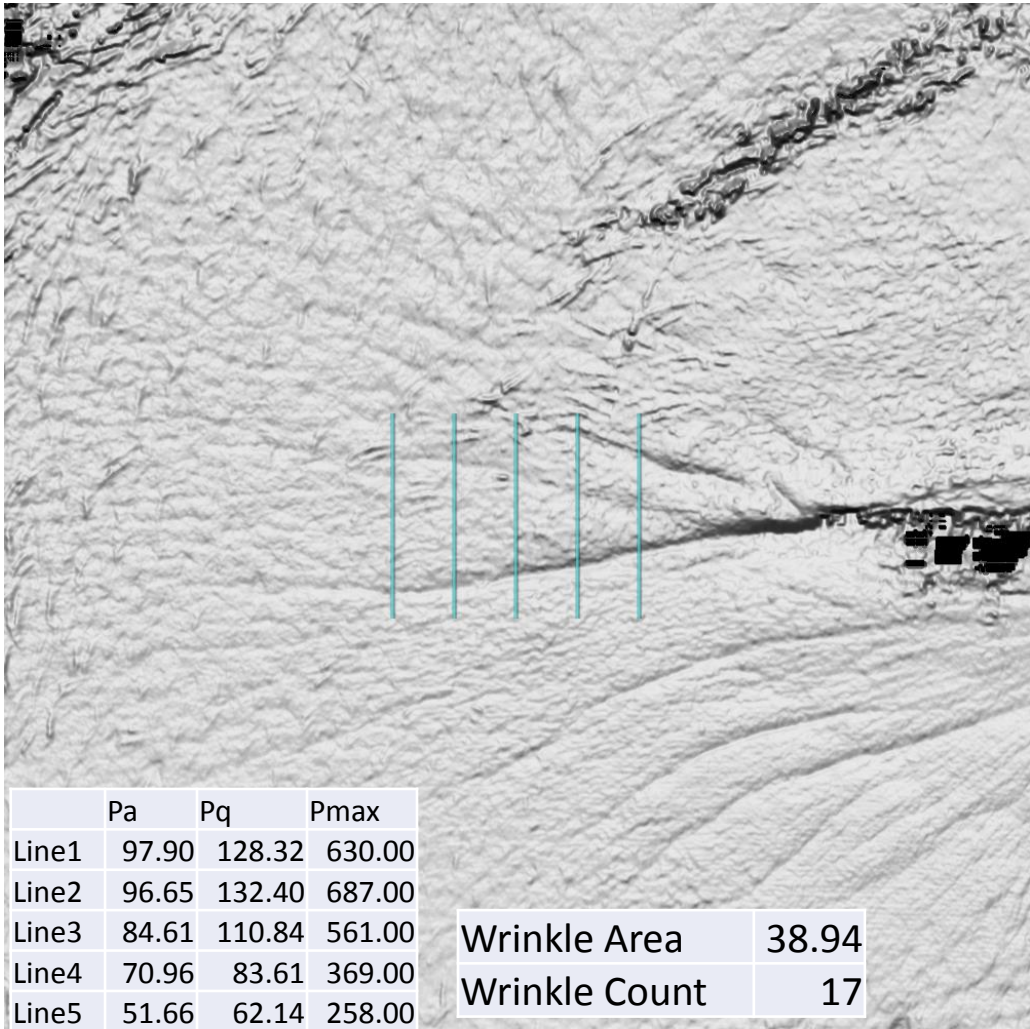 Pa Pq Pmax
Line1 97.90 128.32 630.00
Line2 96.65 132.40 687.00
Line3 84.61 110.84 561.00
Line4 70.96 83.61 369.00
Line5 51.66 62.14 258.00
Wrinkle Area 38.94
Wrinkle Count 17